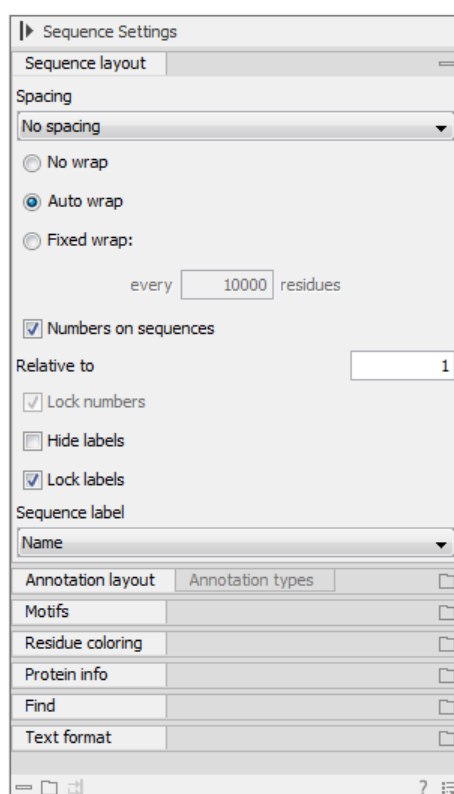 Sequence Settings
Sequence layout
Spacing
No spacing
No wrap
Auto wrap
Fixed wrap:
every 10000 residues
Numbers on sequences
Relative to 1
Lock numbers
Hide labels
Lock labels
Sequence label
Name
Annotation layout Annotation types
Motifs
Residue coloring
Protein info
Find
Text format
?